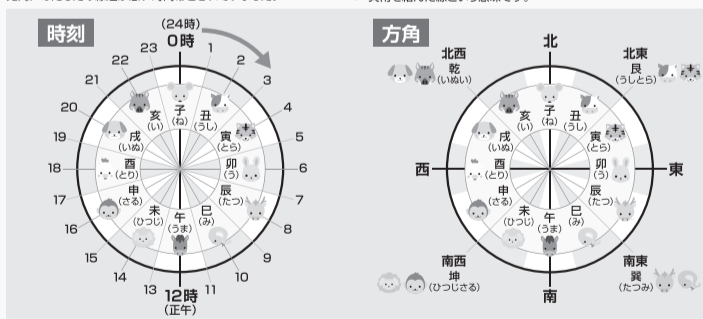 時刻
(24時)
0時
1
2
3
4
5
6
7
8
9
10
11
12時
(正午)
13
14
15
16
17
18
19
20
21
22
23
子
(ね)
丑
(うし)
寅
(とら)
卯
(う)
辰
(たつ)
巳
(み)
午
(うま)
未
(ひつじ)
申
(さる)
酉
(とり)
戌
(いぬ)
亥
(い)
方角
北
北東
艮
(うしとら)
東
南東
巽
(たつみ)
南
南西
坤
(ひつじさる)
西
北西
乾
(いぬい)
子
(ね)
丑
(うし)
寅
(とら)
卯
(う)
辰
(たつ)
巳
(み)
午
(うま)
未
(ひつじ)
申
(さる)
酉
(とり)
戌
(いぬ)
亥
(い)